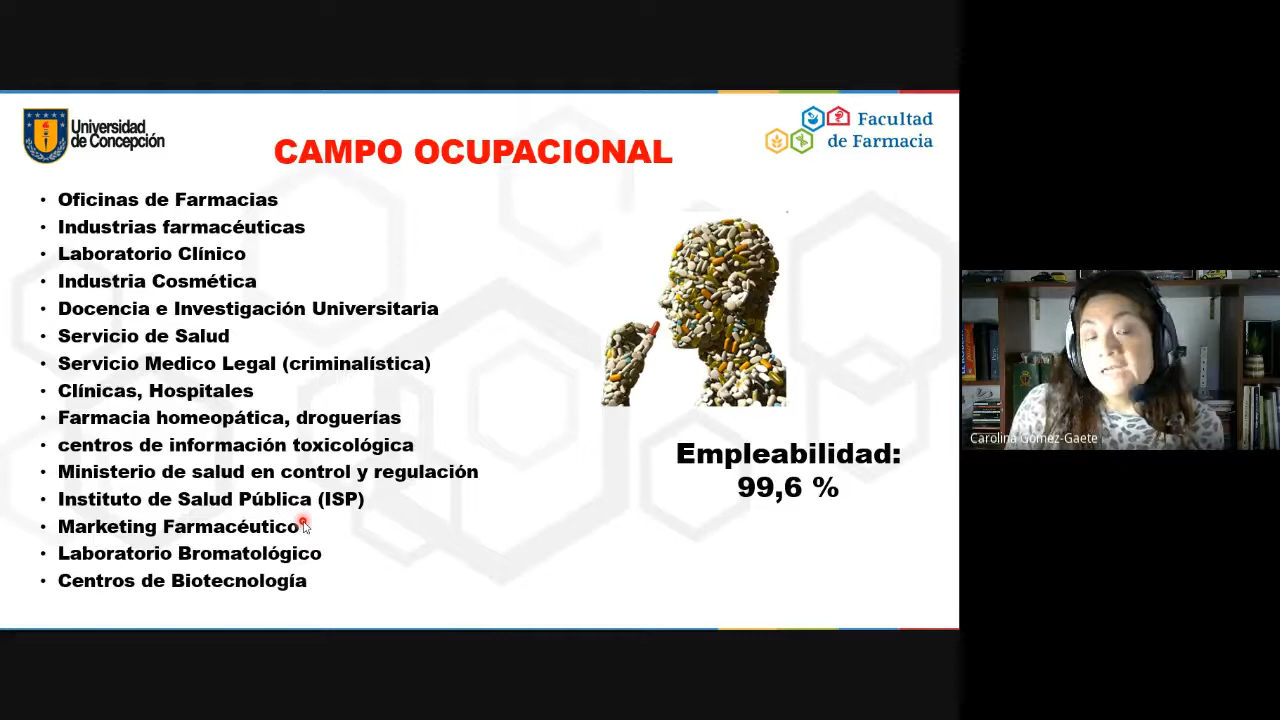 Universidad
de Concepción
CAMPO OCUPACIONAL
Facultad
de Farmacia
• Oficinas de Farmacias
• Industrias farmacéuticas
• Laboratorio Clínico
• Industria Cosmética
• Docencia e Investigación Universitaria
• Servicio de Salud
• Servicio Medico Legal (criminalística)
• Clínicas, Hospitales
• Farmacia homeopática, droguerías
• centros de información toxicológica
• Ministerio de salud en control y regulación
• Instituto de Salud Pública (ISP)
• Marketing Farmacéutico
• Laboratorio Bromatológico
• Centros de Biotecnología
Empleabilidad:
99,6 %
Carolina Gómez-Gaete